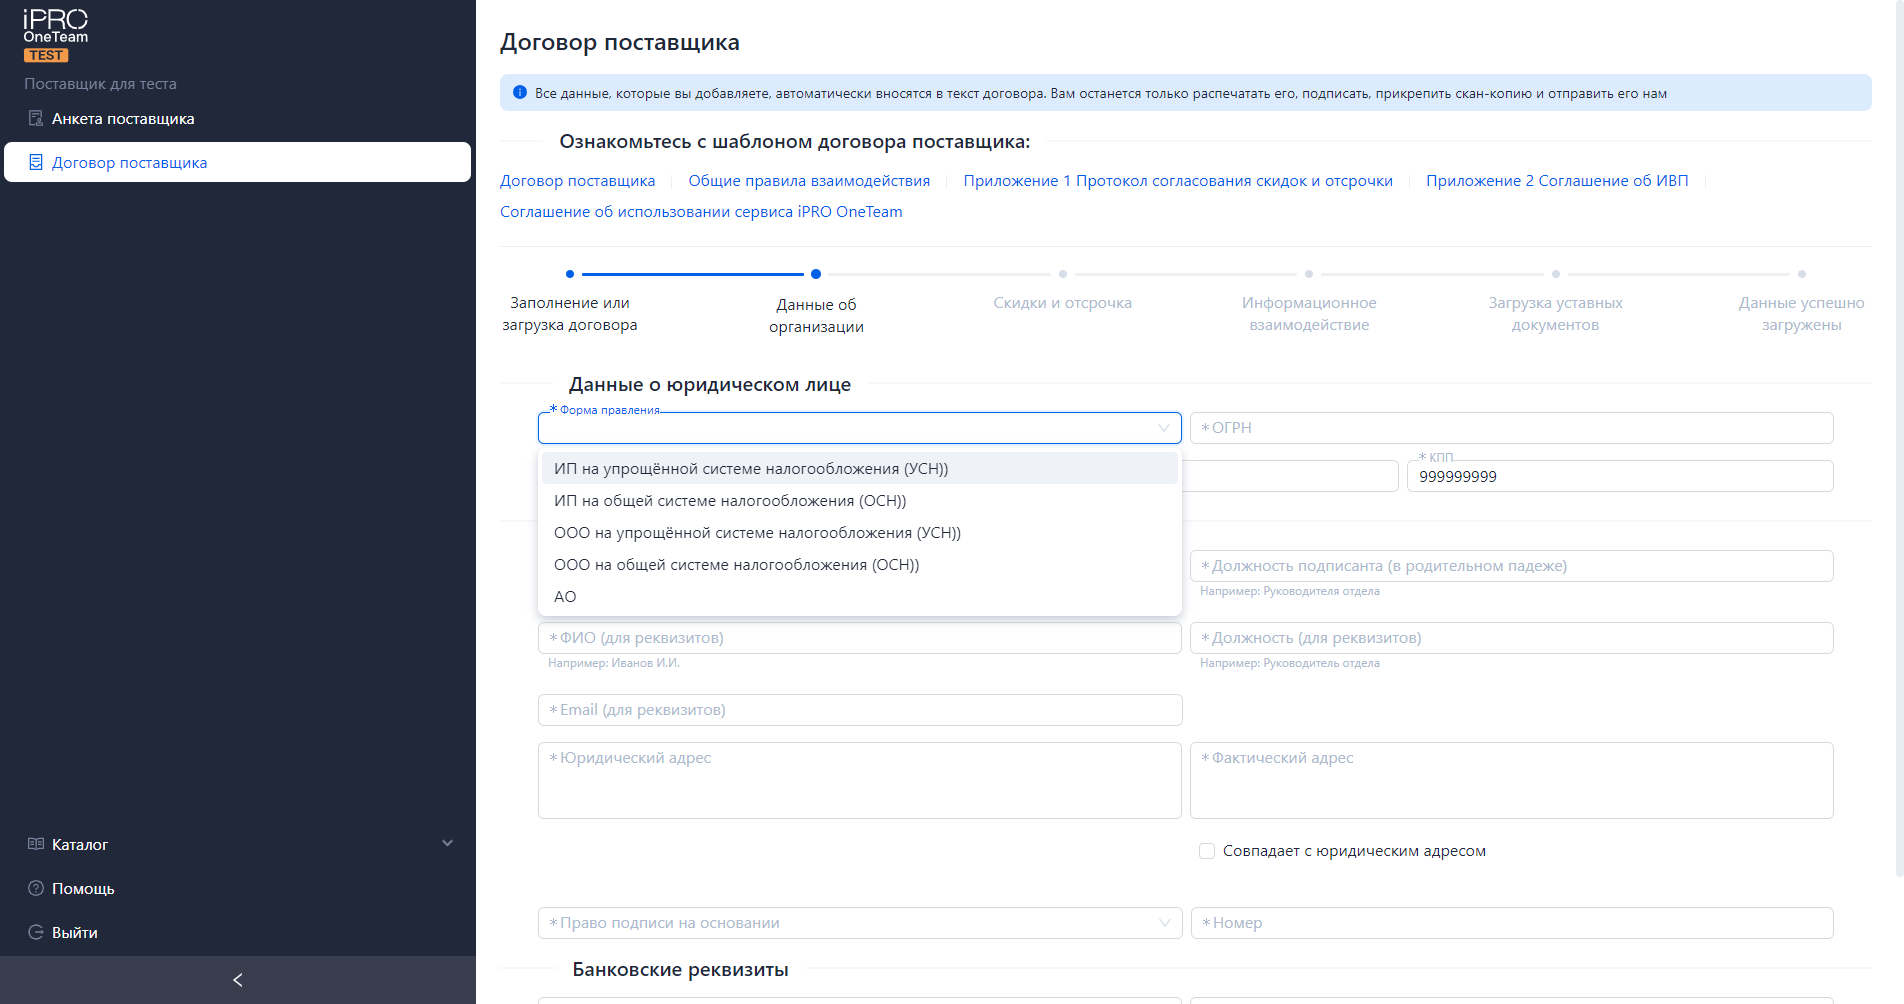 iPRO
OneTeam
TEST
Поставщик для теста
Анкета поставщика
Договор поставщика
Каталог
Помощь
Выйти
Договор поставщика
Все данные, которые вы добавляете, автоматически вносятся в текст договора. Вам останется только распечатать его, подписать, прикрепить скан-копию и отправить его нам
Ознакомьтесь с шаблоном договора поставщика:
Договор поставщика
Общие правила взаимодействия
Приложение 1 Протокол согласования скидок и отсрочки
Приложение 2 Соглашение об ИВП
Соглашение об использовании сервиса iPRO OneTeam
Заполнение или
загрузка договора
Данные об
организации
Скидки и отсрочка
Информационное
взаимодействие
Загрузка уставных
документов
Данные успешно
загружены
Данные о юридическом лице
* Форма правления
* ОГРН
ИП на упрощённой системе налогообложения (УСН))
ИП на общей системе налогообложения (ОСН))
ООО на упрощённой системе налогообложения (УСН))
ООО на общей системе налогообложения (ОСН))
АО
* КПП
999999999
* Должность подписанта (в родительном падеже)
Например: Руководителя отдела
* ФИО (для реквизитов)
Например: Иванов И.И.
* Должность (для реквизитов)
Например: Руководитель отдела
* Email (для реквизитов)
* Юридический адрес
* Фактический адрес
Совпадает с юридическим адресом
* Право подписи на основании
* Номер
Банковские реквизиты